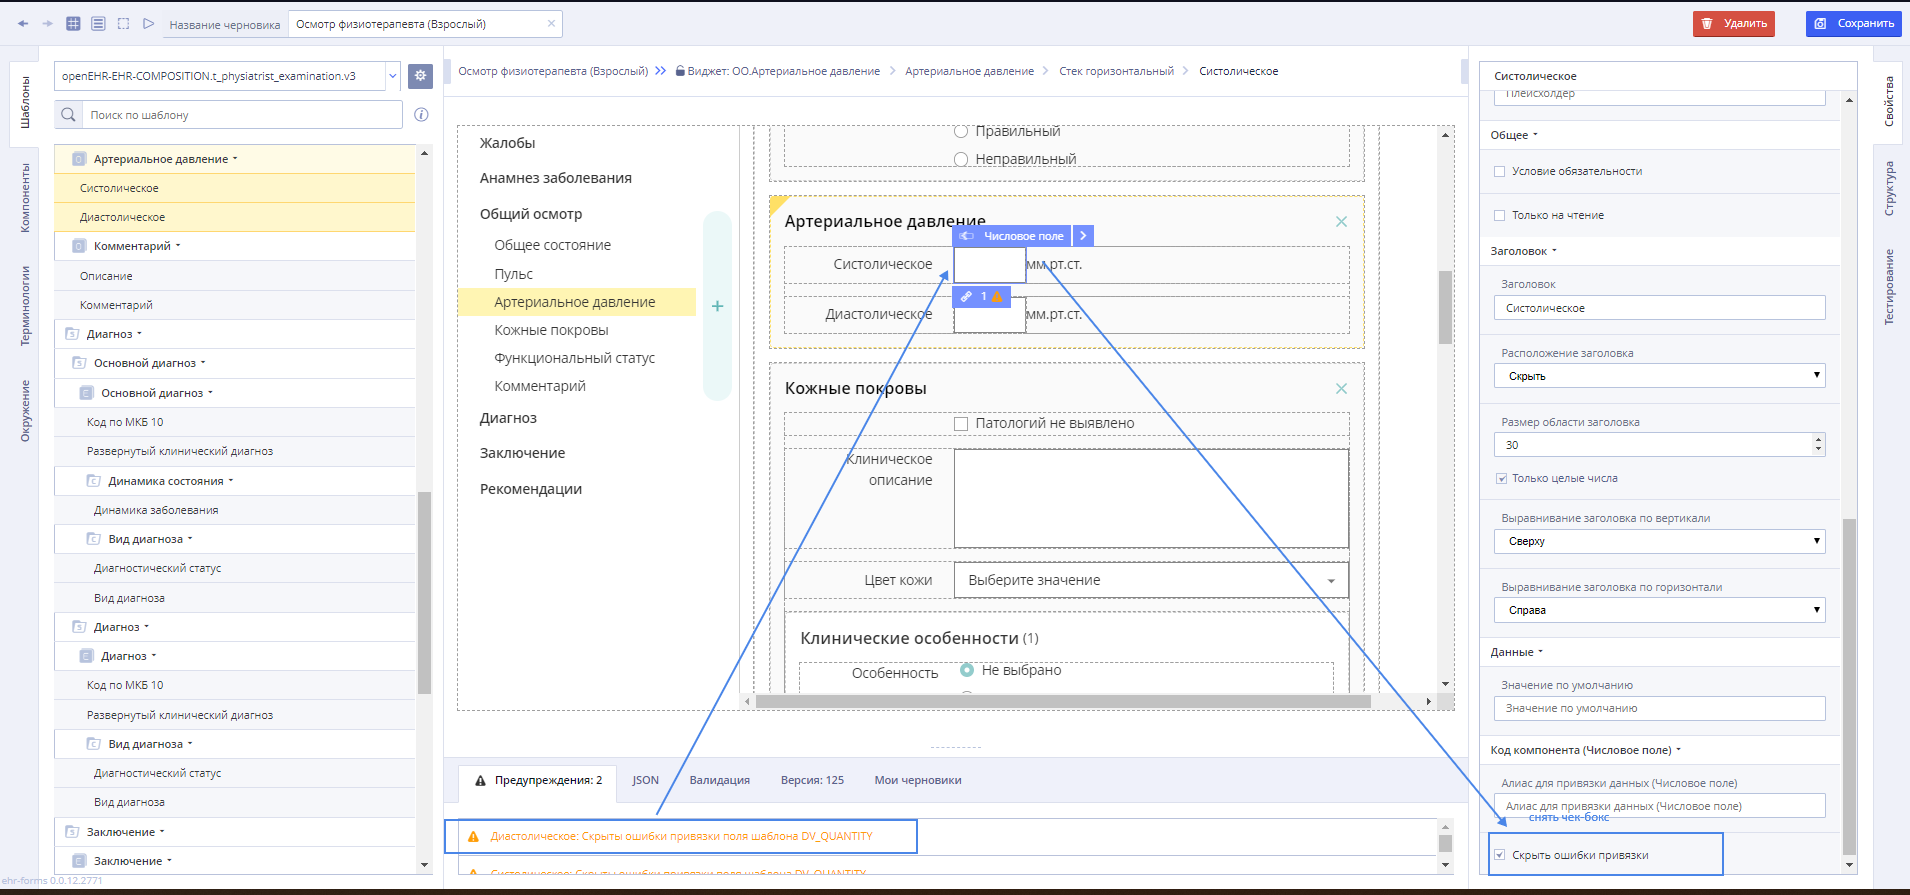 Название черновика
Осмотр физиотерапевта (Взрослый)
Удалить
Сохранить
Шаблоны
Компоненты
Терминологии
Окружение
openEHR-EHR-COMPOSITION.t_physiatrist_examination.v3
Поиск по шаблону
Артериальное давление
Систолическое
Диастолическое
Комментарий
Описание
Комментарий
Диагноз
Основной диагноз
Основной диагноз
Код по МКБ 10
Развернутый клинический диагноз
Динамика состояния
Динамика заболевания
Вид диагноза
Диагностический статус
Вид диагноза
Диагноз
Диагноз
Код по МКБ 10
Развернутый клинический диагноз
Вид диагноза
Диагностический статус
Вид диагноза
Заключение
Заключение
ehr-forms 0.0.12.2771
Осмотр физиотерапевта (Взрослый) Виджет: ОО.Артериальное давление Артериальное давление Стек горизонтальный Систолическое
Жалобы
Анамнез заболевания
Общий осмотр
Общее состояние
Пульс
Артериальное давление
Кожные покровы
Функциональный статус
Комментарий
Диагноз
Заключение
Рекомендации
Правильный
Неправильный
Артериальное давление
Числовое поле
Систолическое мм.рт.ст.
1
Диастолическое мм.рт.ст.
Кожные покровы
Патологий не выявлено
Клиническое
описание
Цвет кожи Выберите значение
Клинические особенности (1)
Особенность Не выбрано
Предупреждения: 2
JSON
Валидация
Версия: 125
Мои черновики
Диастолическое: Скрыты ошибки привязки поля шаблона DV_QUANTITY
Систолическое: Скрыты ошибки привязки поля шаблона DV_QUANTITY
Систолическое
Плейсхолдер
Общее
Условие обязательности
Только на чтение
Заголовок
Заголовок
Систолическое
Расположение заголовка
Скрыть
Размер области заголовка
30
Только целые числа
Выравнивание заголовка по вертикали
Сверху
Выравнивание заголовка по горизонтали
Справа
Данные
Значение по умолчанию
Значение по умолчанию
Код компонента (Числовое поле)
Алиас для привязки данных (Числовое поле)
Алиас для привязки данных (Числовое поле)
снять чек-бокс
Скрыть ошибки привязки
Свойства
Структура
Тестирование